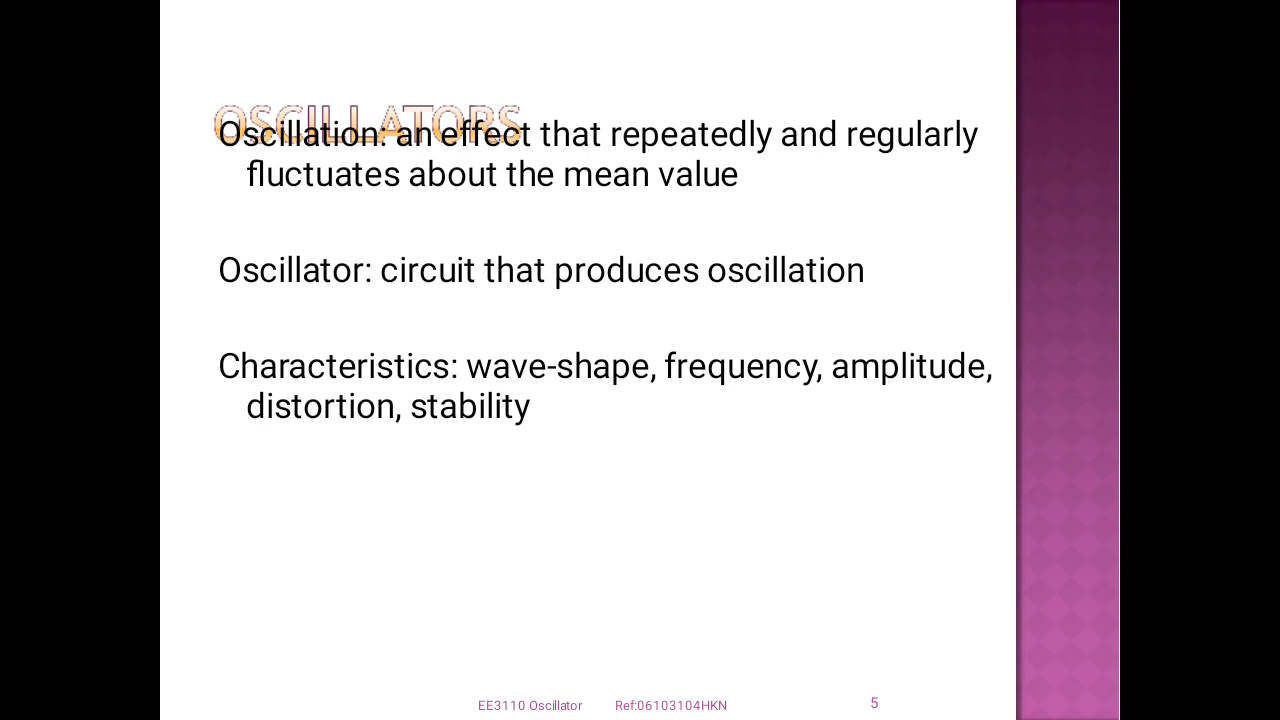 OSCILLATORS
Oscillation: an effect that repeatedly and regularly
fluctuates about the mean value
Oscillator: circuit that produces oscillation
Characteristics: wave-shape, frequency, amplitude,
distortion, stability
EE3110 Oscillator Ref:06103104HKN 5